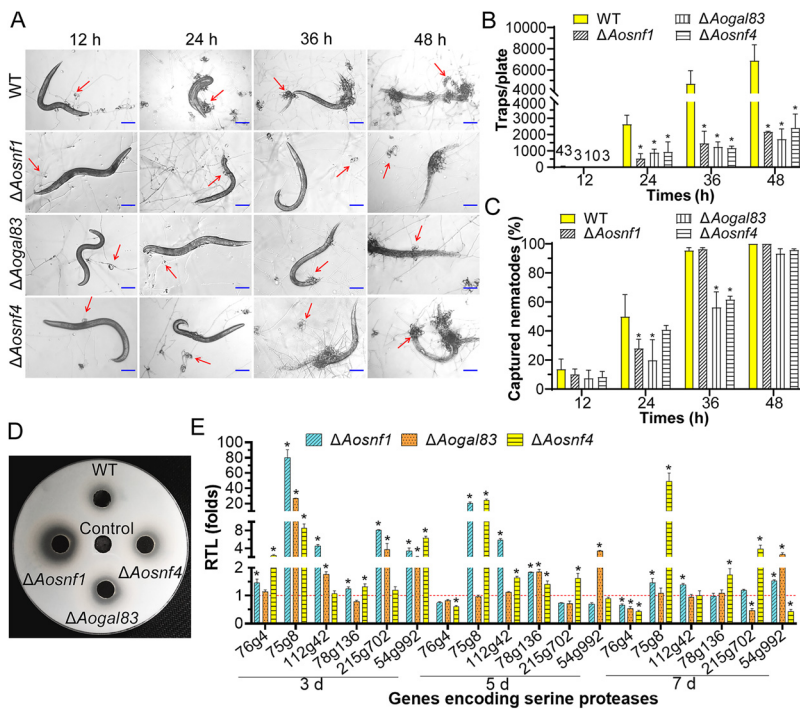 A
12 h 24 h 36 h 48 h
WT
ΔAosnf1
ΔAogal83
ΔAosnf4
B
WT ΔAogal83
ΔAosnf1 ΔAosnf4
Traps/plate
10000
8000
6000
4000
4000
3000
2000
1000
0
43 3 10 3
* * * * * * * * *
12 24 36 48
Times (h)
C
WT ΔAogal83
ΔAosnf1 ΔAosnf4
Captured nematodes (%)
100
80
60
40
20
0
* * * *
12 24 36 48
Times (h)
D
WT
Control
ΔAosnf1 ΔAosnf4
ΔAogal83
E
ΔAosnf1 ΔAogal83 ΔAosnf4
RTL (folds)
100
80
60
40
20
8
6
4
2
2
1
0
76g4 75g8 112g42 78g136 215g702 54g992 76g4 75g8 112g42 78g136 215g702 54g992 76g4 75g8 112g42 78g136 215g702 54g992
3 d 5 d 7 d
Genes encoding serine proteases